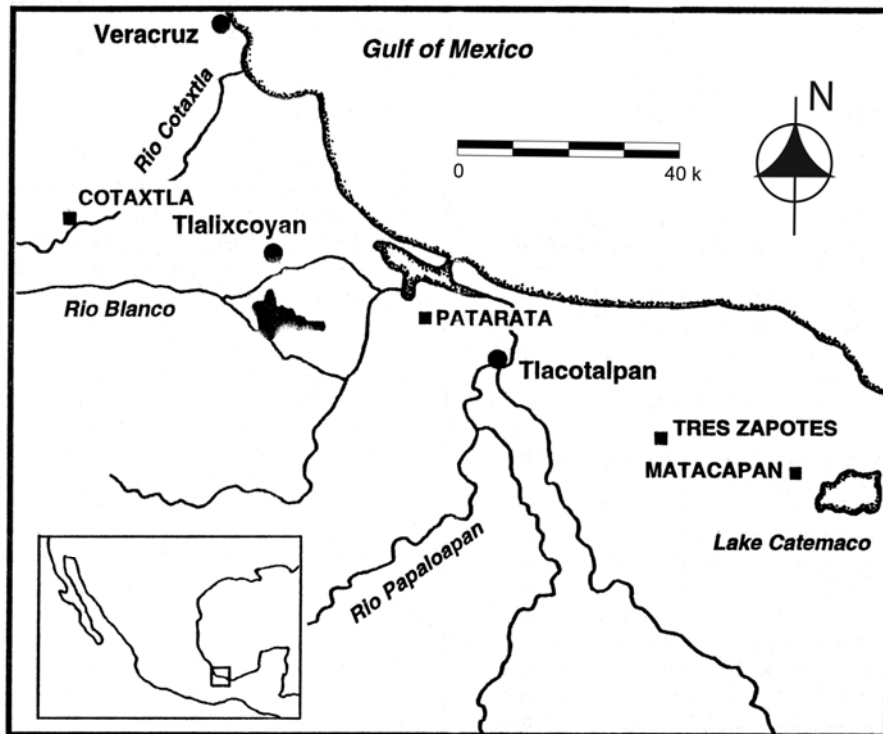 Veracruz
Gulf of Mexico
N
Rio Cotaxtla
0
40 k
COTAXTLA
Tlalixcoyan
Rio Blanco
PATARATA
Tlacotalpan
TRES ZAPOTES
MATACAPAN
Lake Catemaco
Rio Papaloapan